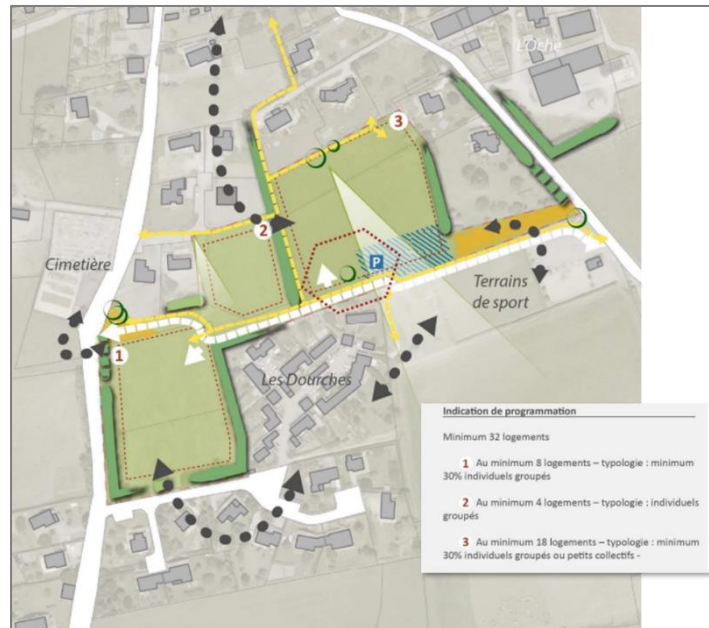 L'Oche
3
2
Cimetière
P
Terrains
de sport
1
Les Dourches
Indication de programmation
Minimum 32 logements
1 Au minimum 8 logements – typologie : minimum
30% individuels groupés
2 Au minimum 4 logements – typologie : individuels
groupés
3 Au minimum 18 logements – typologie : minimum
30% individuels groupés ou petits collectifs -